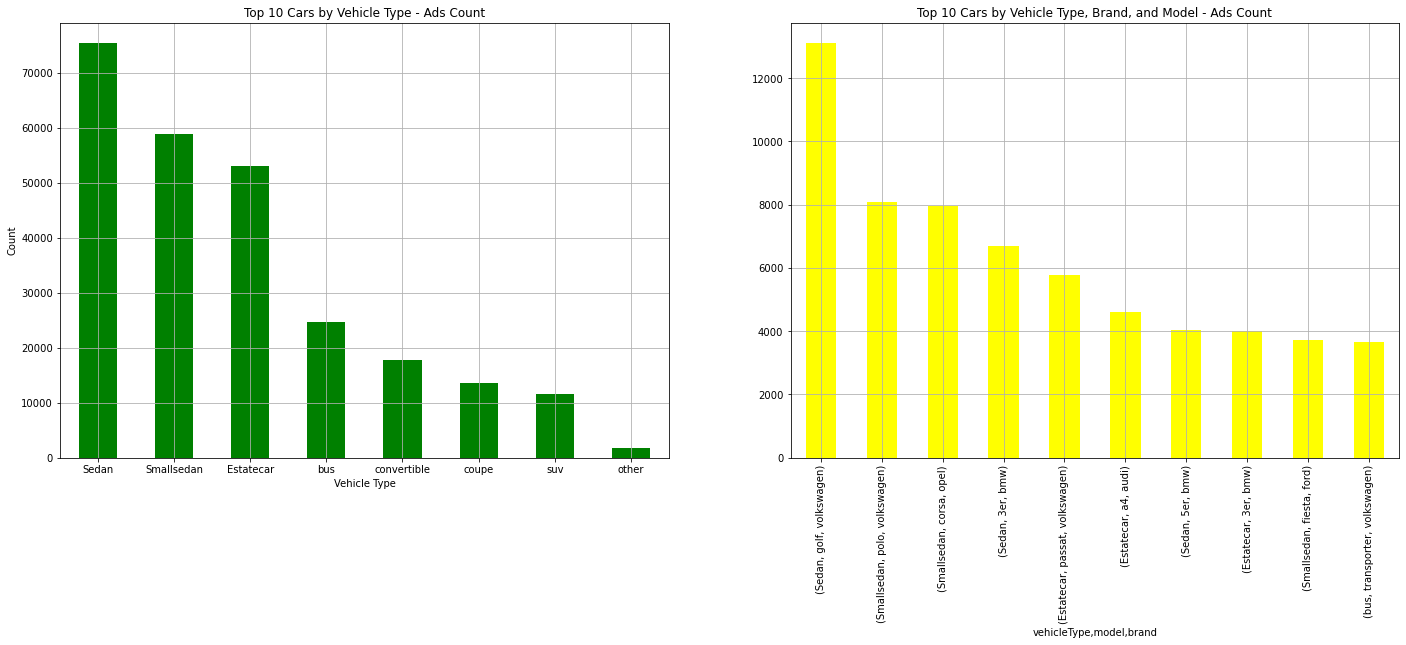 Top 10 Cars by Vehicle Type - Ads Count
Count
70000
60000
50000
40000
30000
20000
10000
0
Sedan
Smallsedan
Estatecar
bus
convertible
coupe
suv
other
Vehicle Type
Top 10 Cars by Vehicle Type, Brand, and Model - Ads Count
12000
10000
8000
6000
4000
2000
0
(Sedan, golf, volkswagen)
(Smallsedan, polo, volkswagen)
(Smallsedan, corsa, opel)
(Sedan, 3er, bmw)
(Estatecar, passat, volkswagen)
(Estatecar, a4, audi)
(Sedan, 5er, bmw)
(Estatecar, 3er, bmw)
(Smallsedan, fiesta, ford)
(bus, transporter, volkswagen)
vehicleType,model,brand